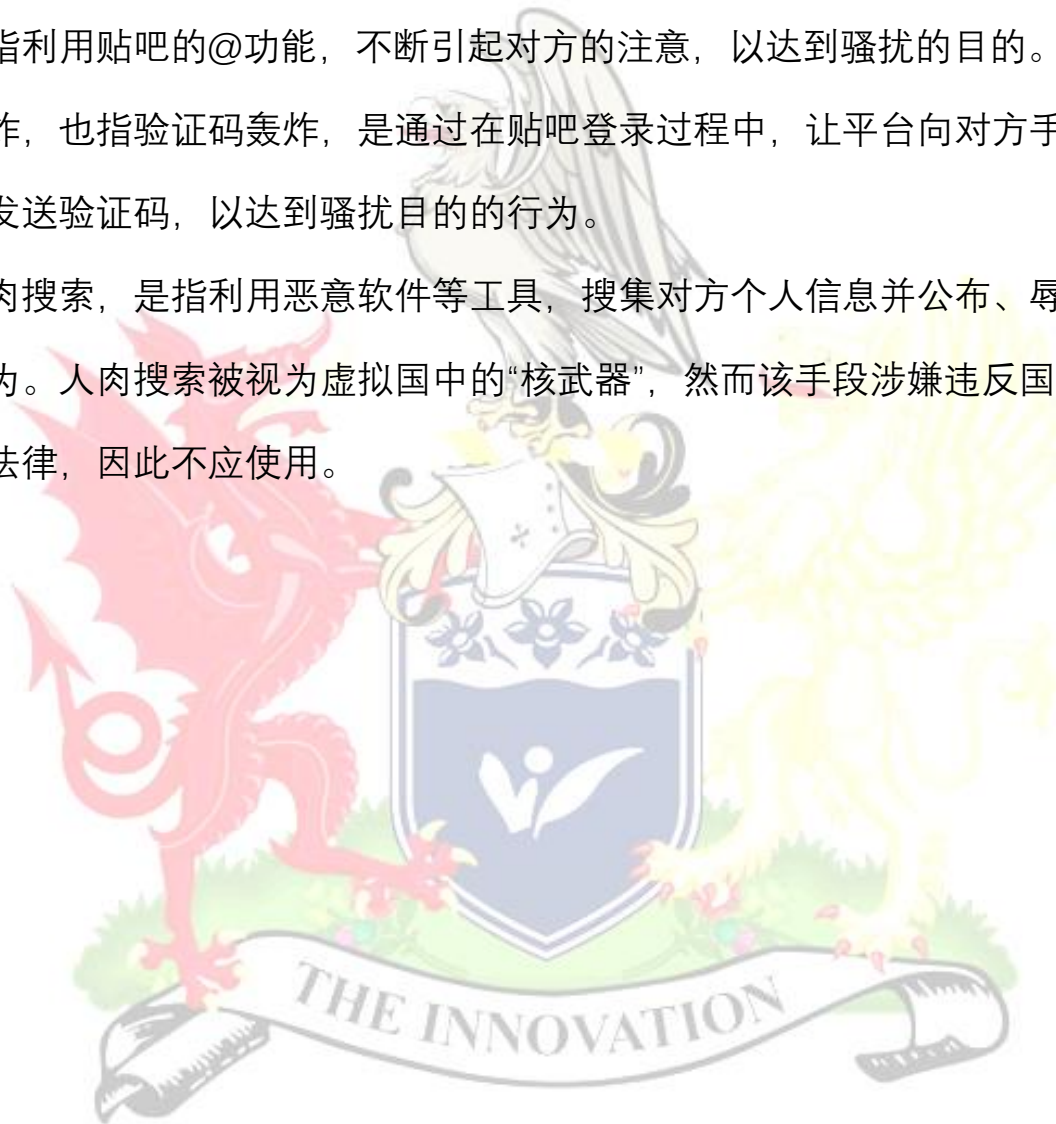 指利用贴吧的@功能，不断引起对方的注意，以达到骚扰的目的。
炸，也指验证码轰炸，是通过在贴吧登录过程中，让平台向对方手
发送验证码，以达到骚扰目的的行为。
肉搜索，是指利用恶意软件等工具，搜集对方个人信息并公布、辱
为。人肉搜索被视为虚拟国中的“核武器”，然而该手段涉嫌违反国
法律，因此不应使用。
THE INNOVATION